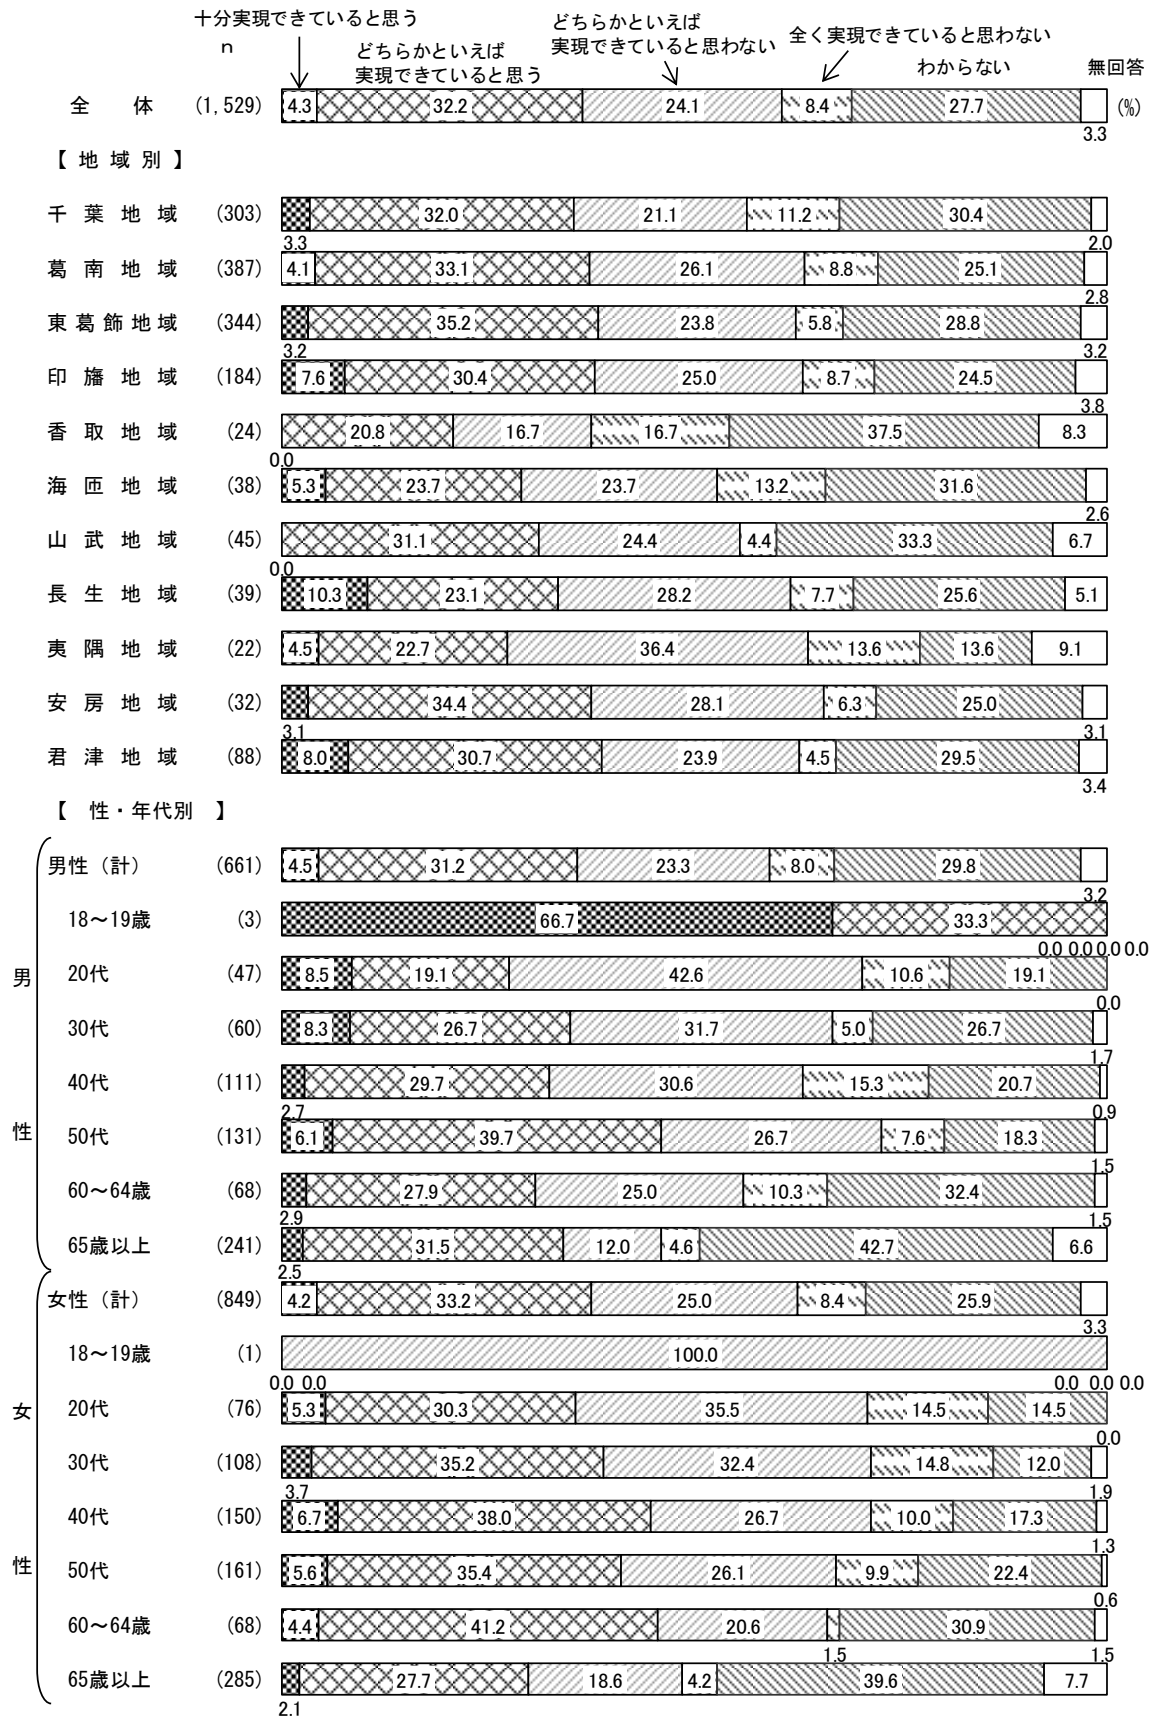 十分実現できていると思う
n
どちらかといえば
実現できていると思う
どちらかといえば
実現できていると思わない
全く実現できていると思わない
わからない
無回答
全体 (1,529) 4.3 32.2 24.1 8.4 27.7 (%)
3.3
【地域別】
千葉地域 (303) 32.0 21.1 11.2 30.4
3.3 2.0
葛南地域 (387) 4.1 33.1 26.1 8.8 25.1
2.8
東葛飾地域 (344) 35.2 23.8 5.8 28.8
3.2 3.2
印旛地域 (184) 7.6 30.4 25.0 8.7 24.5
3.8
香取地域 (24) 20.8 16.7 16.7 37.5 8.3
0.0
海匝地域 (38) 5.3 23.7 23.7 13.2 31.6
2.6
山武地域 (45) 31.1 24.4 4.4 33.3 6.7
0.0
長生地域 (39) 10.3 23.1 28.2 7.7 25.6 5.1
夷隅地域 (22) 4.5 22.7 36.4 13.6 13.6 9.1
安房地域 (32) 34.4 28.1 6.3 25.0
3.1 3.1
君津地域 (88) 8.0 30.7 23.9 4.5 29.5
3.4
【 性・年代別 】
男性
男性(計) (661) 4.5 31.2 23.3 8.0 29.8
3.2
18～19歳 (3) 66.7 33.3
0.0 0.0 0.0 0.0
20代 (47) 8.5 19.1 42.6 10.6 19.1
0.0
30代 (60) 8.3 26.7 31.7 5.0 26.7
1.7
40代 (111) 29.7 30.6 15.3 20.7
2.7 0.9
50代 (131) 6.1 39.7 26.7 7.6 18.3
1.5
60～64歳 (68) 27.9 25.0 10.3 32.4
2.9 1.5
65歳以上 (241) 31.5 12.0 4.6 42.7 6.6
2.5
女性
女性(計) (849) 4.2 33.2 25.0 8.4 25.9
3.3
18～19歳 (1) 100.0
0.0 0.0 0.0 0.0 0.0
20代 (76) 5.3 30.3 35.5 14.5 14.5
0.0
30代 (108) 35.2 32.4 14.8 12.0
3.7 1.9
40代 (150) 6.7 38.0 26.7 10.0 17.3
1.3
50代 (161) 5.6 35.4 26.1 9.9 22.4
0.6
60～64歳 (68) 4.4 41.2 20.6 30.9
1.5 1.5
65歳以上 (285) 27.7 18.6 4.2 39.6 7.7
2.1